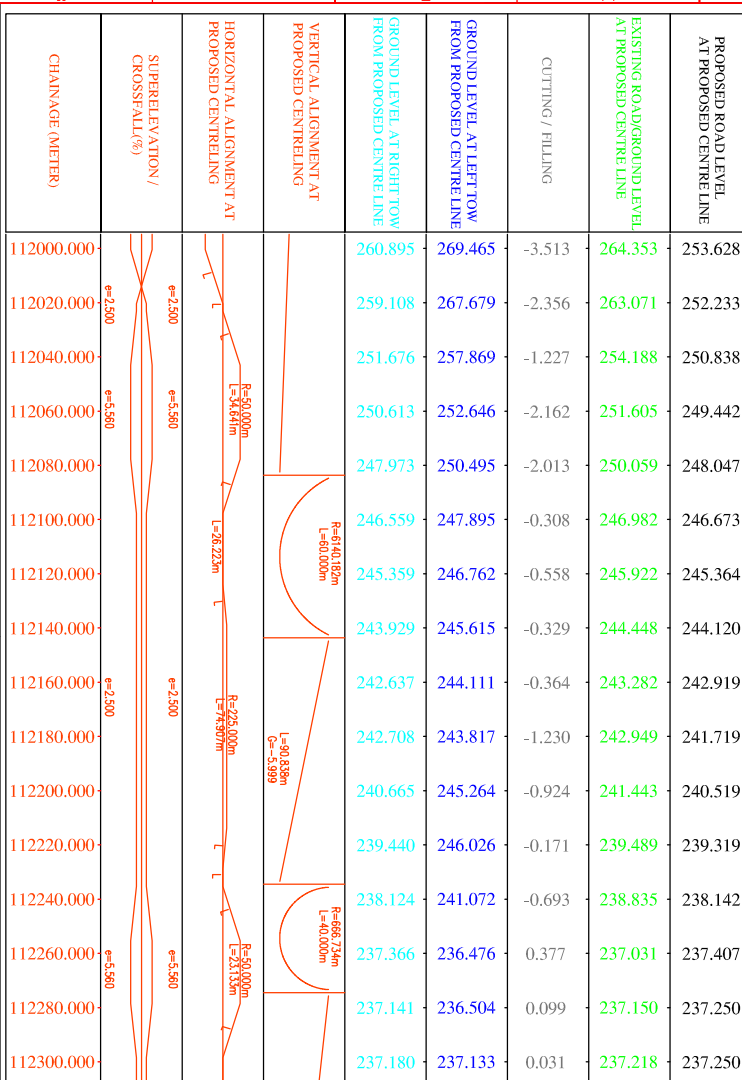 PROPOSED ROAD LEVEL
AT PROPOSED CENTRE LINE
253.628 252.233 250.838 249.442 248.047 246.673 245.364 244.120 242.919 241.719 240.519 239.319 238.142 237.407 237.250 237.250
EXISTING ROAD/GROUND LEVEL
AT PROPOSED CENTRE LINE
264.353 263.071 254.188 251.605 250.059 246.982 245.922 244.448 243.282 242.949 241.443 239.489 238.835 237.031 237.150 237.218
CUTTING / FILLING
-3.513 -2.356 -1.227 -2.162 -2.013 -0.308 -0.558 -0.329 -0.364 -1.230 -0.924 -0.171 -0.693 0.377 0.099 0.031
GROUND LEVEL AT LEFT TOW
FROM PROPOSED CENTRE LINE
269.465 267.679 257.869 252.646 250.495 247.895 246.762 245.615 244.111 243.817 245.264 246.026 241.072 236.476 236.504 237.133
GROUND LEVEL AT RIGHT TOW
FROM PROPOSED CENTRE LINE
260.895 259.108 251.676 250.613 247.973 246.559 245.359 243.929 242.637 242.708 240.665 239.440 238.124 237.366 237.141 237.180
VERTICAL ALIGNMENT AT
PROPOSED CENTRELING
R=6140.182m
L=60.000m
L=90.838m
G=-5.999
R=666.734m
L=40.000m
HORIZONTAL ALIGNMENT AT
PROPOSED CENTRELING
L L L
R=50.000m
L=34.641m
L
L=26.223m
L
R=225.000m
L=74.907m
L L L
R=50.000m
L=23.133m
L
SUPERELEVATION /
CROSSFALL(%)
e=2.500 e=5.560 e=2.500 e=5.560
e=2.500 e=5.560 e=2.500 e=5.560
CHAINAGE (METER)
112000.000 112020.000 112040.000 112060.000 112080.000 112100.000 112120.000 112140.000 112160.000 112180.000 112200.000 112220.000 112240.000 112260.000 112280.000 112300.000